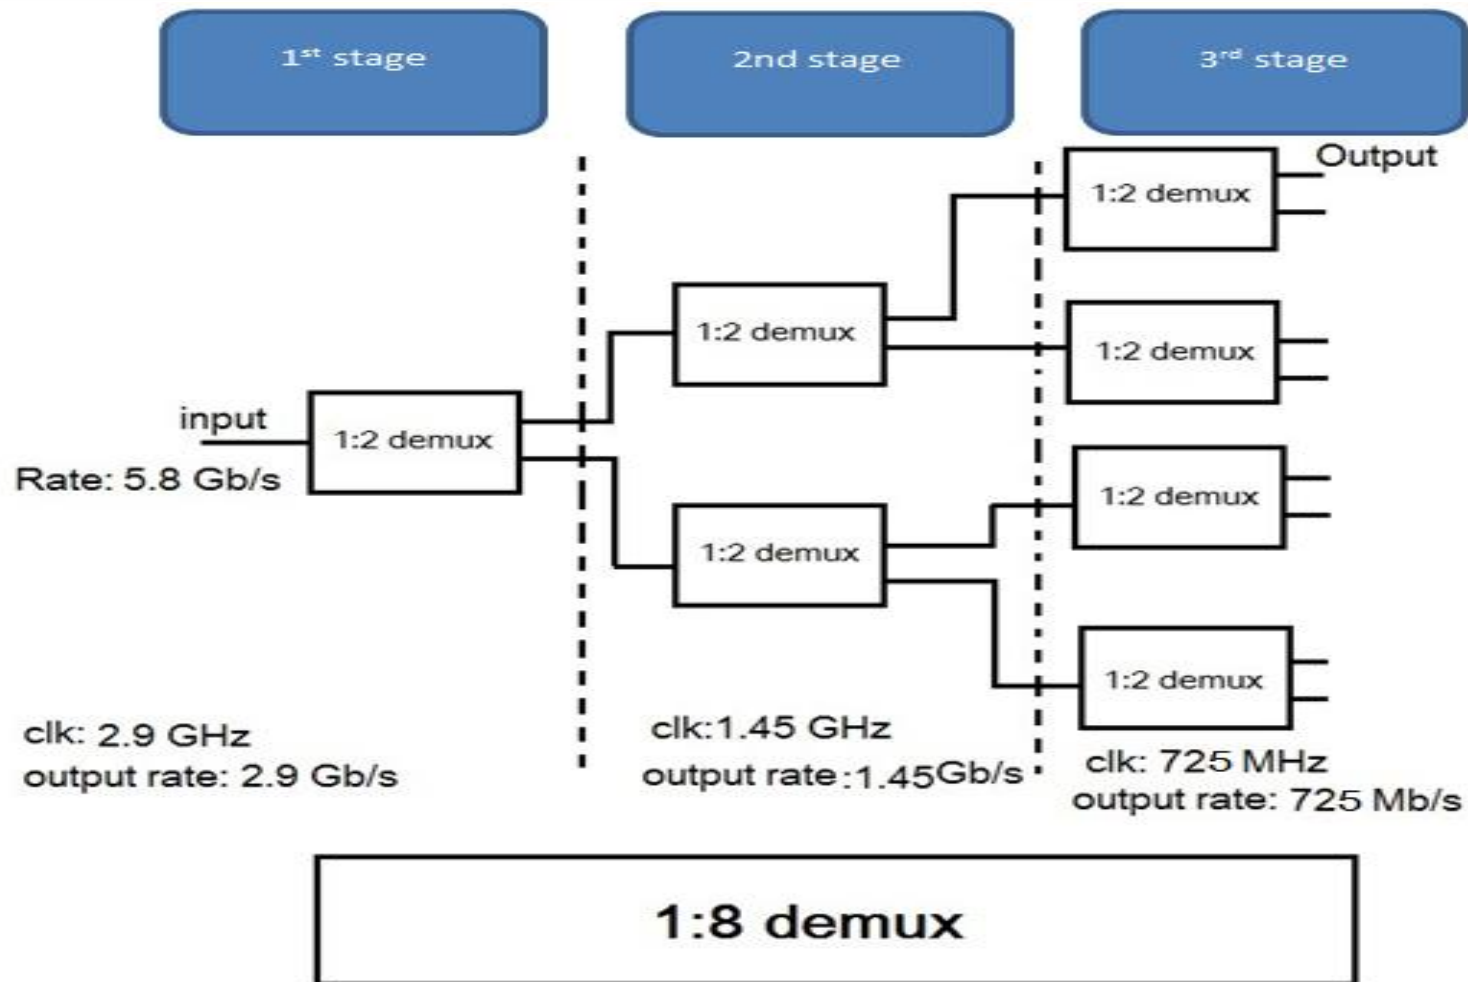 1st stage
2nd stage
3rd stage
Output
1:2 demux
1:2 demux
1:2 demux
input
1:2 demux
Rate: 5.8 Gb/s
1:2 demux
1:2 demux
1:2 demux
clk: 2.9 GHz
output rate: 2.9 Gb/s
clk:1.45 GHz
output rate:1.45Gb/s
clk: 725 MHz
output rate: 725 Mb/s
1:8 demux